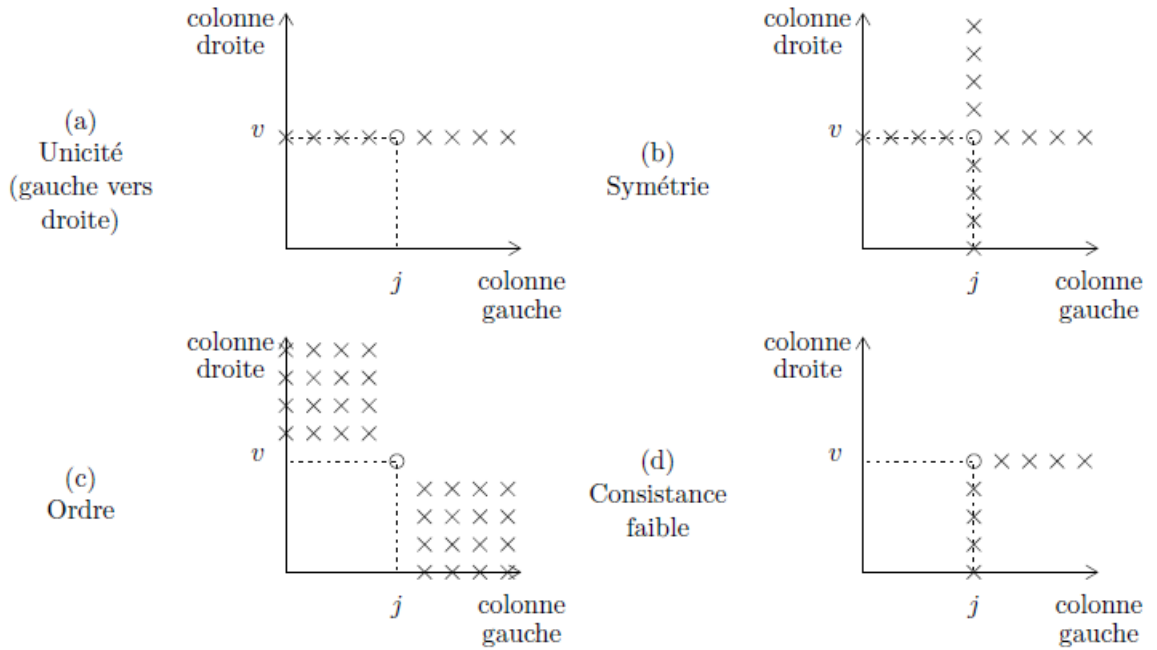 colonne
droite
(a)
Unicité
(gauche vers
droite)
v
j
colonne
gauche
colonne
droite
(b)
Symétrie
v
j
colonne
gauche
colonne
droite
(c)
Ordre
v
j
colonne
gauche
colonne
droite
(d)
Consistance
faible
v
j
colonne
gauche